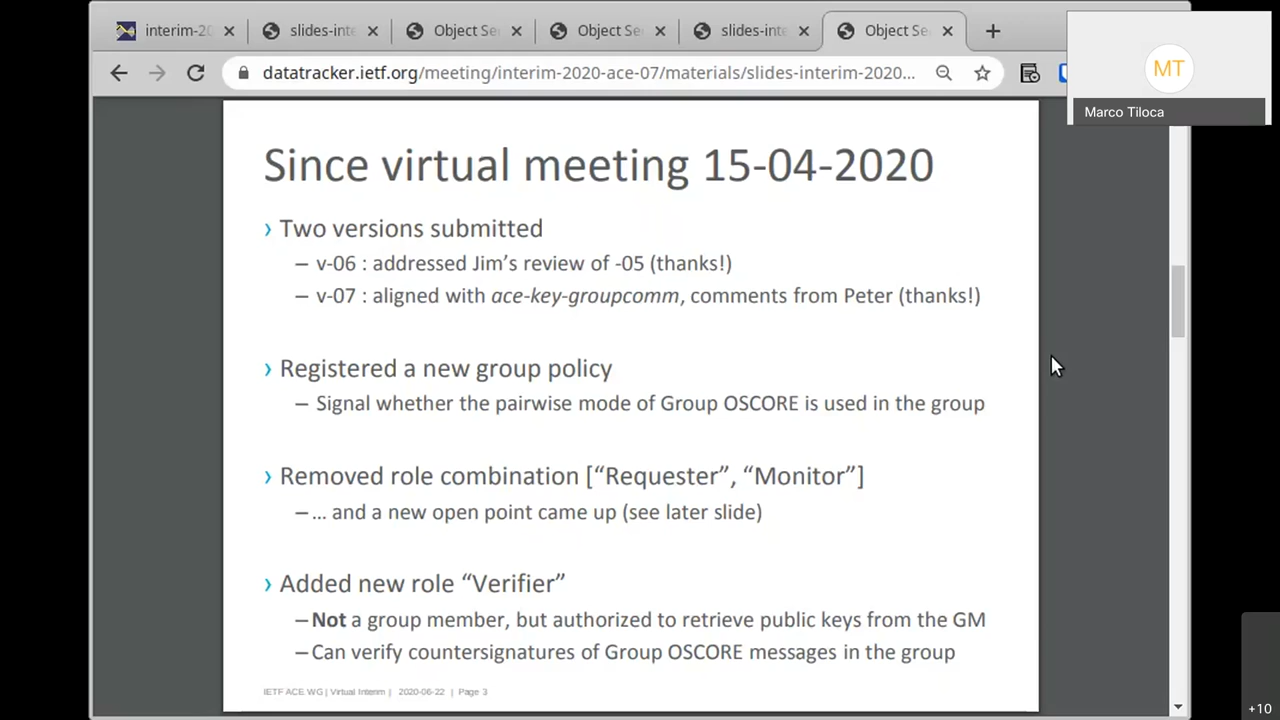 interim-20
slides-inte
Object Se
Object Se
slides-inte
Object Se
datatracker.ietf.org/meeting/interim-2020-ace-07/materials/slides-interim-2020...
MT
Marco Tiloca
Since virtual meeting 15-04-2020
› Two versions submitted
– v-06 : addressed Jim’s review of -05 (thanks!)
– v-07 : aligned with ace-key-groupcomm, comments from Peter (thanks!)
› Registered a new group policy
– Signal whether the pairwise mode of Group OSCORE is used in the group
› Removed role combination [“Requester”, “Monitor”]
– ... and a new open point came up (see later slide)
› Added new role “Verifier”
– Not a group member, but authorized to retrieve public keys from the GM
– Can verify countersignatures of Group OSCORE messages in the group
IETF ACE WG | Virtual Interim | 2020-06-22 | Page 3
+10